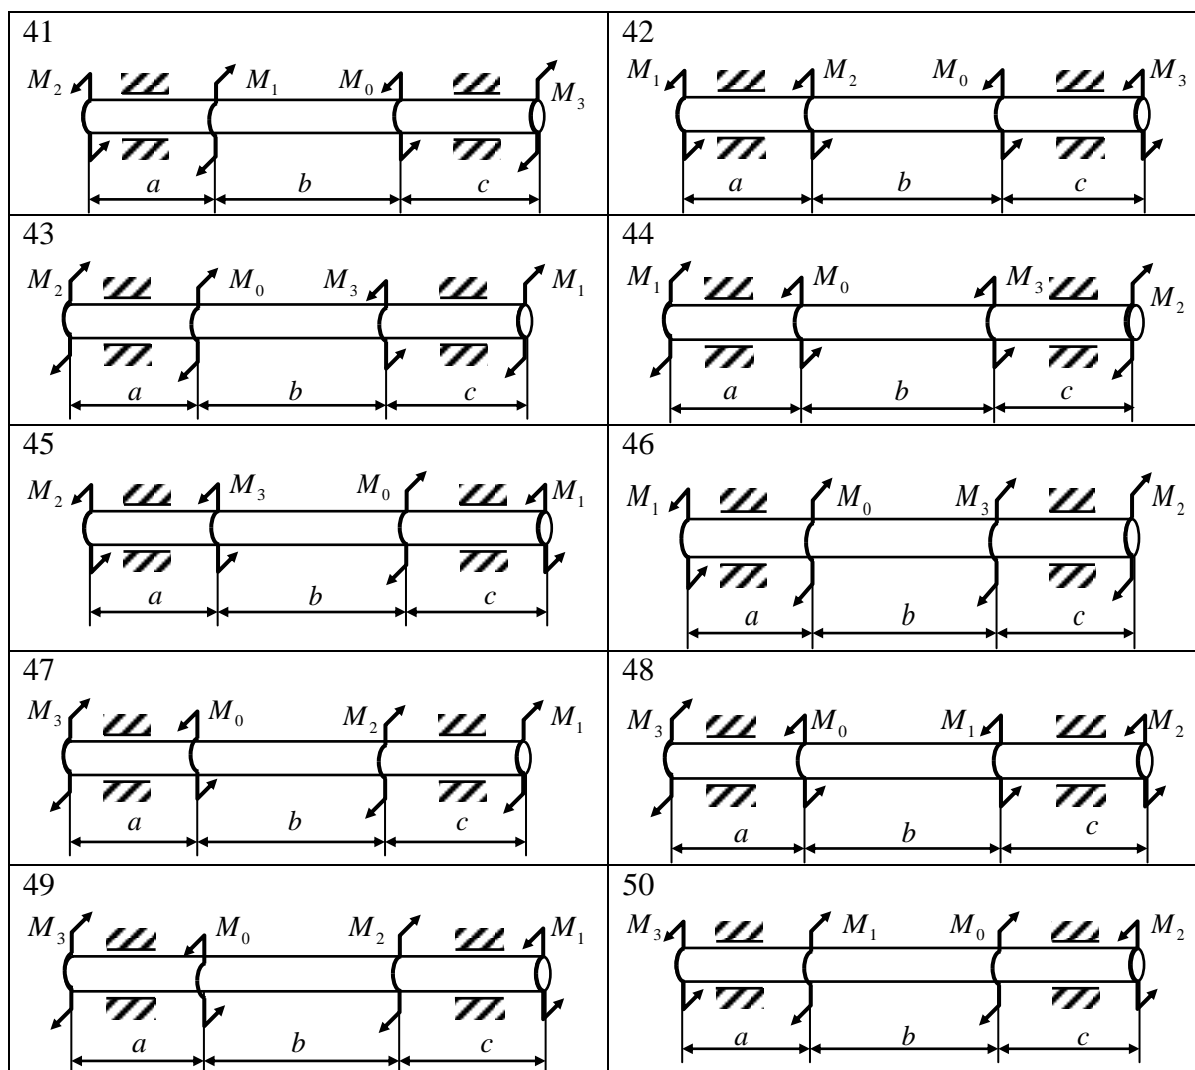 41
M2 M1 M0 M3
a b c
42
M1 M2 M0 M3
a b c
43
M2 M0 M3 M1
a b c
44
M1 M0 M3 M2
a b c
45
M2 M3 M0 M1
a b c
46
M1 M0 M3 M2
a b c
47
M3 M0 M2 M1
a b c
48
M3 M0 M1 M2
a b c
49
M3 M0 M2 M1
a b c
50
M3 M1 M0 M2
a b c